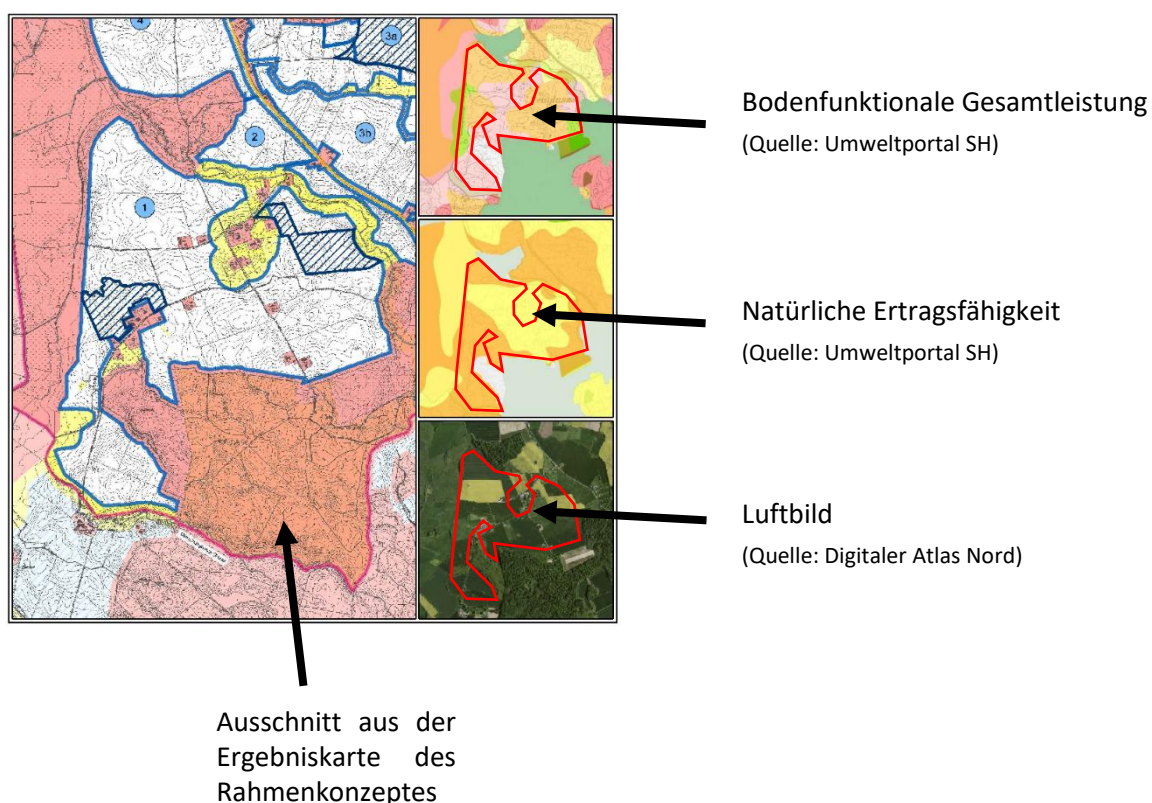 4
3a
2
3b
1
Bodenfunktionale Gesamtleistung
(Quelle: Umweltportal SH)
Natürliche Ertragsfähigkeit
(Quelle: Umweltportal SH)
Luftbild
(Quelle: Digitaler Atlas Nord)
Ausschnitt aus der
Ergebniskarte des
Rahmenkonzeptes